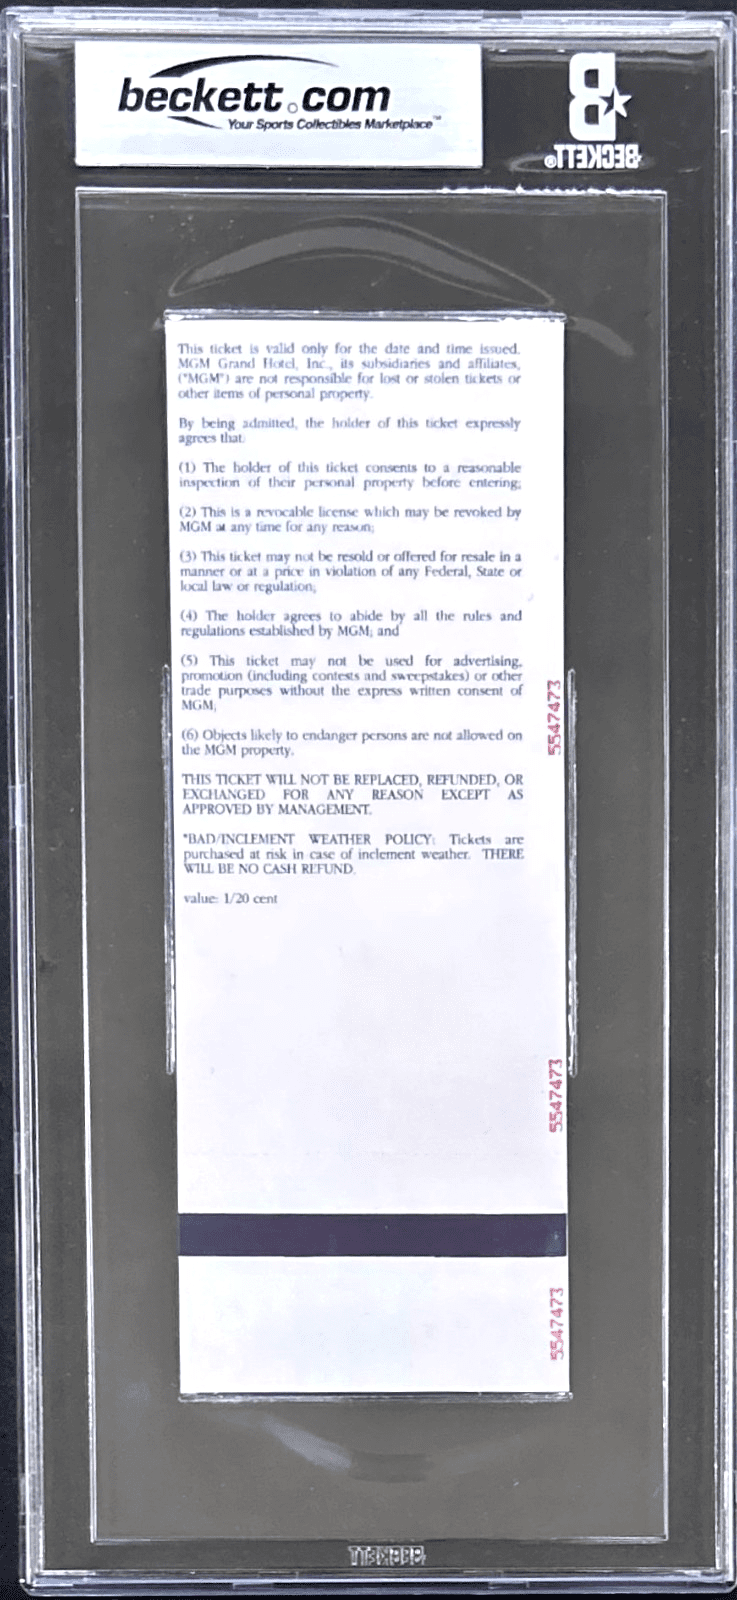 beckett.com
Your Sports Collectibles Marketplace™
BECKETT®
This ticket is valid only for the date and time issued.
MGM Grand Hotel, Inc., its subsidiaries and affiliates,
("MGM") are not responsible for lost or stolen tickets or
other items of personal property.
By being admitted, the holder of this ticket expressly
agrees that:
(1) The holder of this ticket consents to a reasonable
inspection of their personal property before entering;
(2) This is a revocable license which may be revoked by
MGM at any time for any reason;
(3) This ticket may not be resold or offered for resale in a
manner or at a price in violation of any Federal, State or
local law or regulation;
(4) The holder agrees to abide by all the rules and
regulations established by MGM; and
(5) This ticket may not be used for advertising,
promotion (including contests and sweepstakes) or other
trade purposes without the express written consent of
MGM;
(6) Objects likely to endanger persons are not allowed on
the MGM property.
THIS TICKET WILL NOT BE REPLACED, REFUNDED, OR
EXCHANGED FOR ANY REASON EXCEPT AS
APPROVED BY MANAGEMENT.
*BAD/INCLEMENT WEATHER POLICY: Tickets are
purchased at risk in case of inclement weather. THERE
WILL BE NO CASH REFUND.
value: 1/20 cent
5547473
5547473
5547473
BECKETT